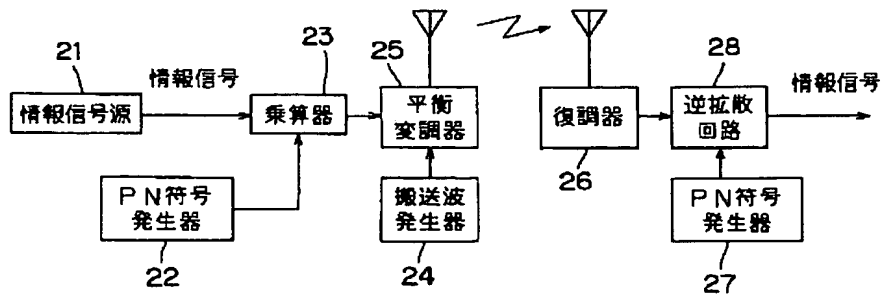 21
情報信号源
情報信号
23
乗算器
PN符号
発生器
22
25
平衡
変調器
搬送波
発生器
24
復調器
26
28
逆拡散
回路
情報信号
PN符号
発生器
27